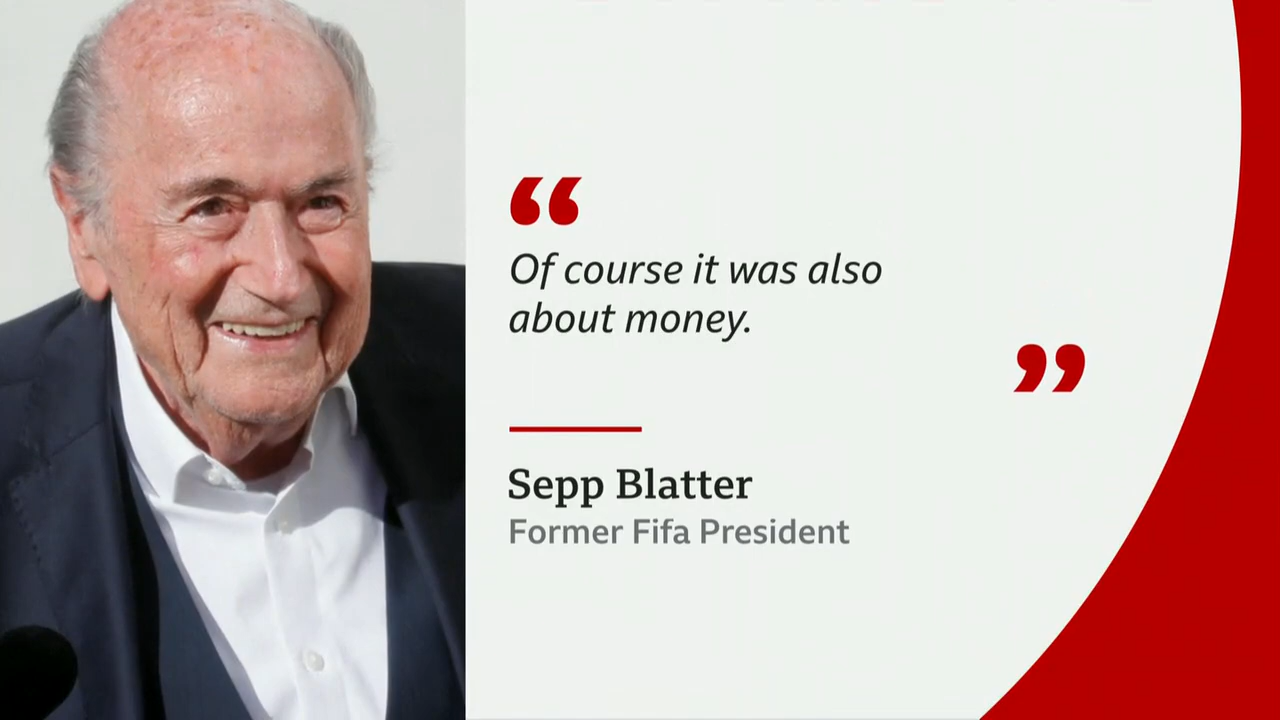 “
Of course it was also
about money.
”
Sepp Blatter
Former Fifa President